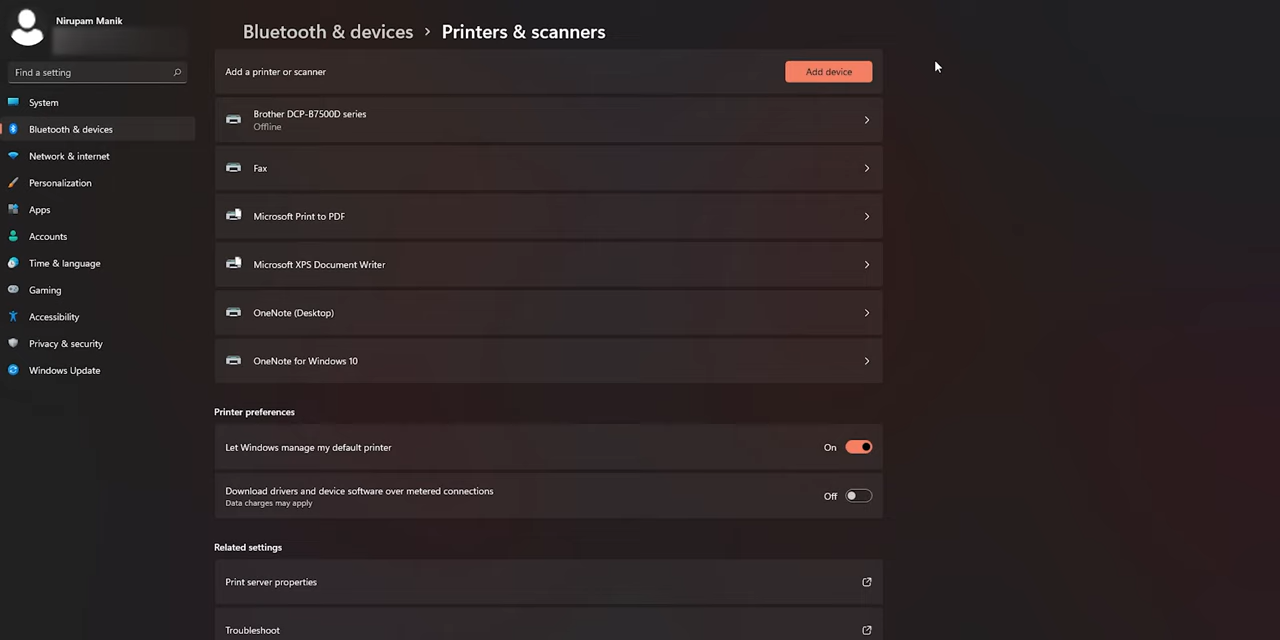 Nirupam Manik
Find a setting
System
Bluetooth & devices
Network & internet
Personalization
Apps
Accounts
Time & language
Gaming
Accessibility
Privacy & security
Windows Update
Bluetooth & devices › Printers & scanners
Add a printer or scanner
Add device
Brother DCP-B7500D series
Offline
Fax
Microsoft Print to PDF
Microsoft XPS Document Writer
OneNote (Desktop)
OneNote for Windows 10
Printer preferences
Let Windows manage my default printer
On
Download drivers and device software over metered connections
Data charges may apply
Off
Related settings
Print server properties
Troubleshoot